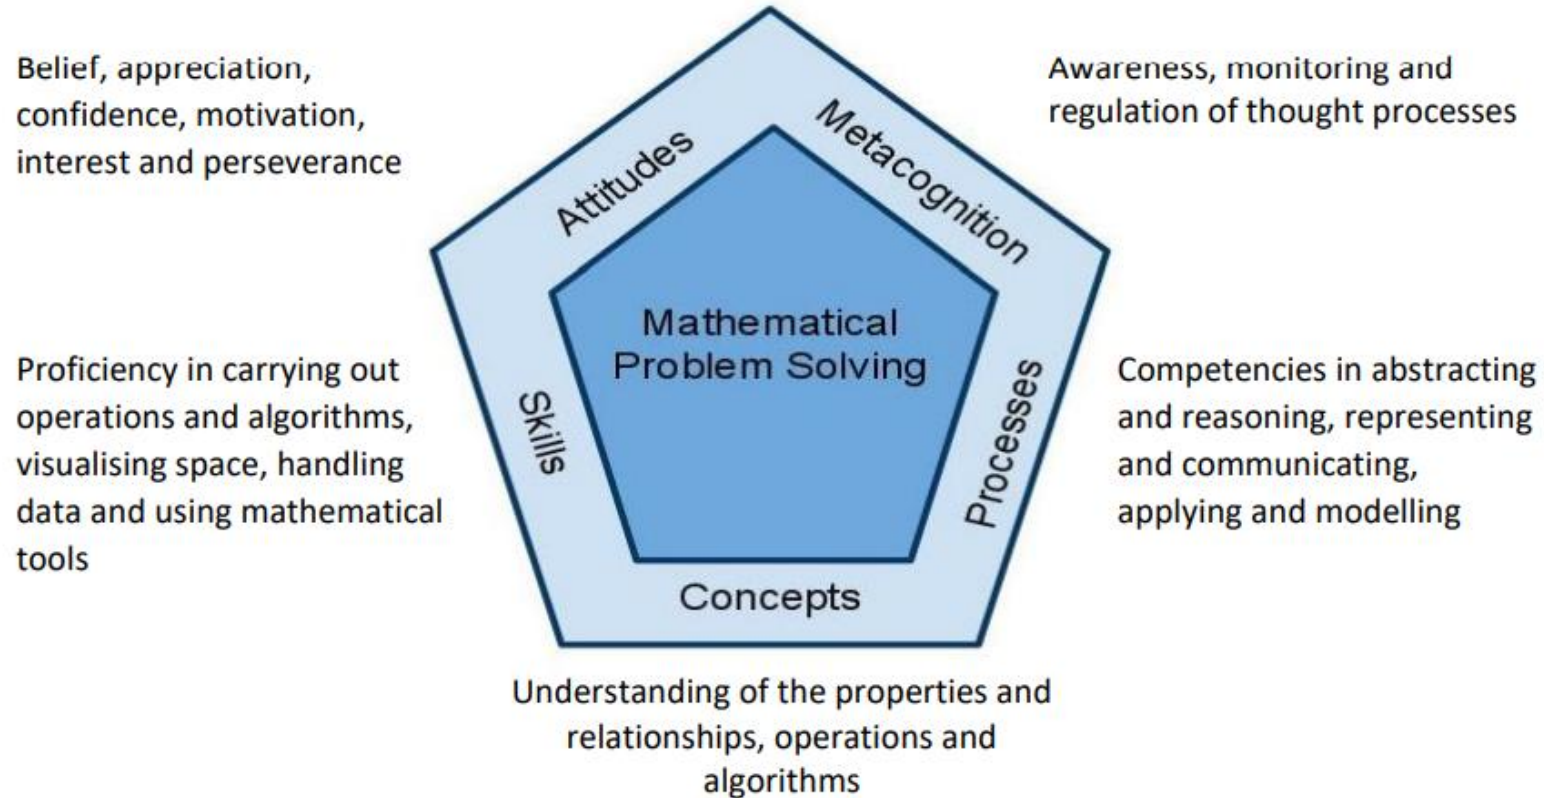 Belief, appreciation,
confidence, motivation,
interest and perseverance
Attitudes
Metacognition
Awareness, monitoring and
regulation of thought processes
Mathematical
Problem Solving
Proficiency in carrying out
operations and algorithms,
visualising space, handling
data and using mathematical
tools
Skills
Processes
Competencies in abstracting
and reasoning, representing
and communicating,
applying and modelling
Concepts
Understanding of the properties and
relationships, operations and
algorithms